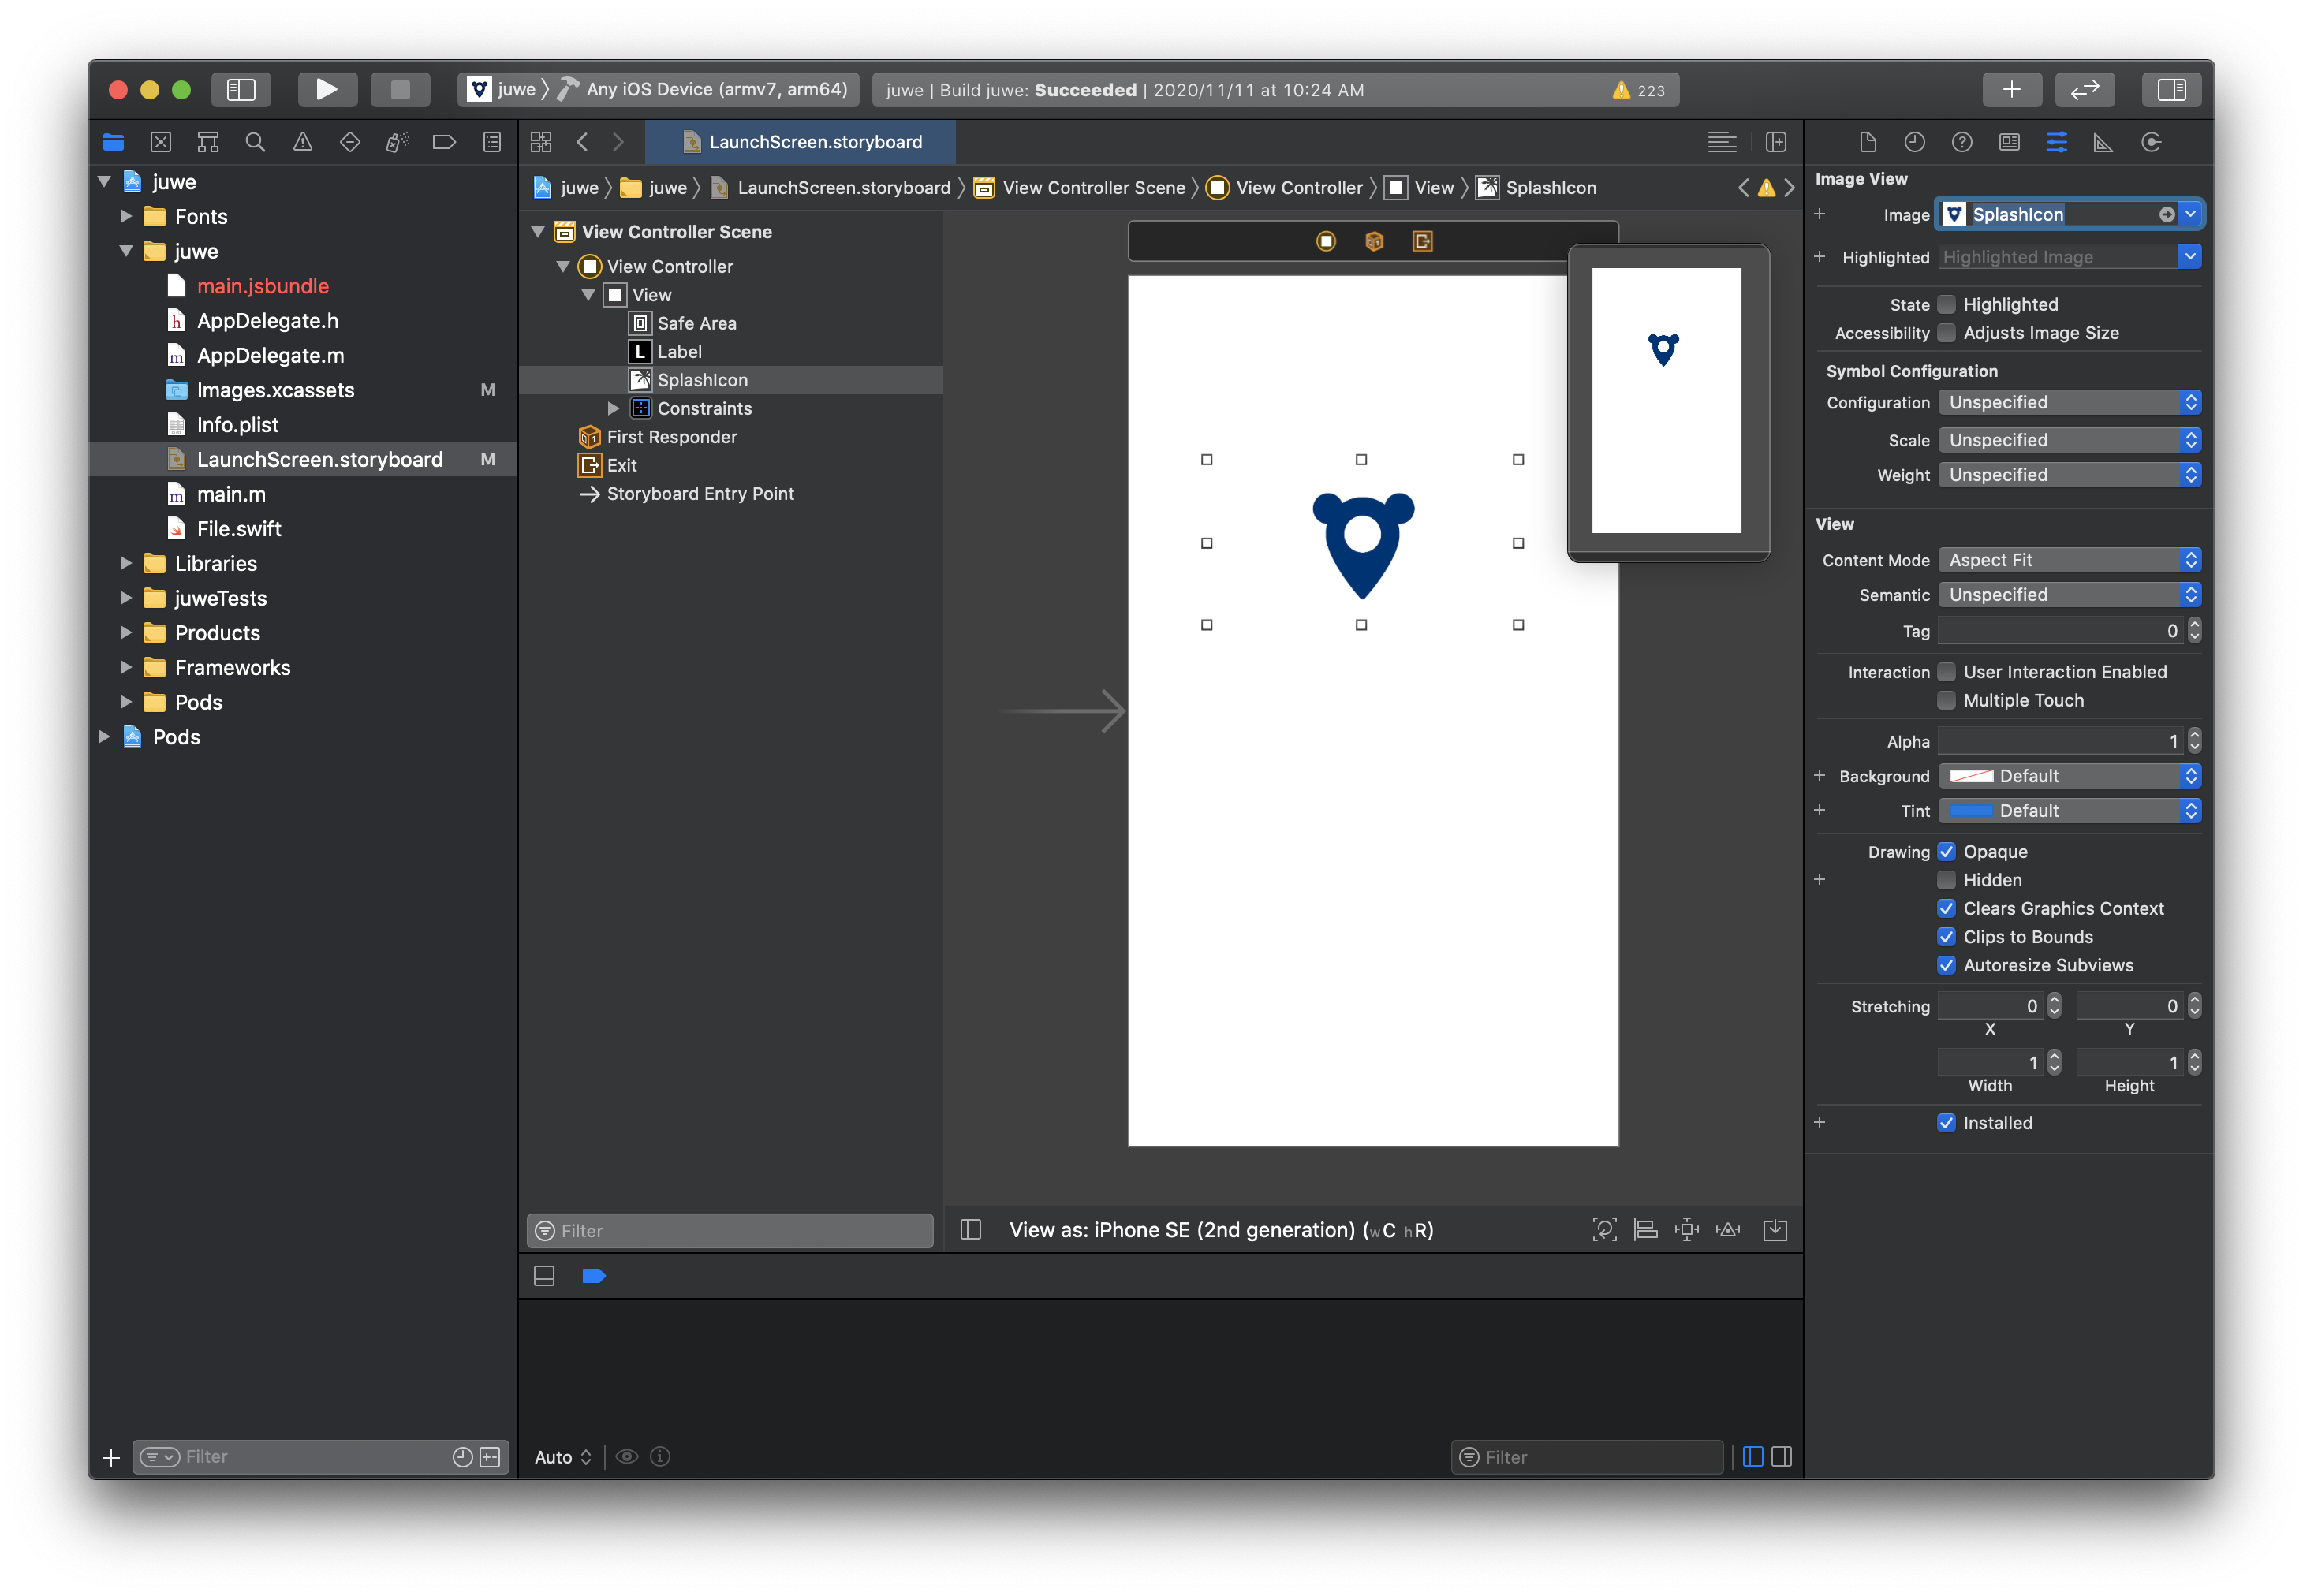 juwe 〉 Any iOS Device (armv7, arm64)
juwe | Build juwe: Succeeded | 2020/11/11 at 10:24 AM
223
LaunchScreen.storyboard
juwe
Fonts
juwe
main.jsbundle
AppDelegate.h
AppDelegate.m
Images.xcassets M
Info.plist
LaunchScreen.storyboard M
main.m
File.swift
Libraries
juweTests
Products
Frameworks
Pods
Pods
Filter
juwe 〉 juwe 〉 LaunchScreen.storyboard 〉 View Controller Scene 〉 View Controller 〉 View 〉 SplashIcon
View Controller Scene
View Controller
View
Safe Area
L Label
SplashIcon
Constraints
First Responder
Exit
Storyboard Entry Point
Filter
View as: iPhone SE (2nd generation) (wC hR)
Auto
Filter
Image View
Image SplashIcon
Highlighted Highlighted Image
State Highlighted
Accessibility Adjusts Image Size
Symbol Configuration
Configuration Unspecified
Scale Unspecified
Weight Unspecified
View
Content Mode Aspect Fit
Semantic Unspecified
Tag 0
Interaction User Interaction Enabled
Multiple Touch
Alpha 1
Background Default
Tint Default
Drawing Opaque
Hidden
Clears Graphics Context
Clips to Bounds
Autoresize Subviews
Stretching 0 0
X Y
1 1
Width Height
Installed